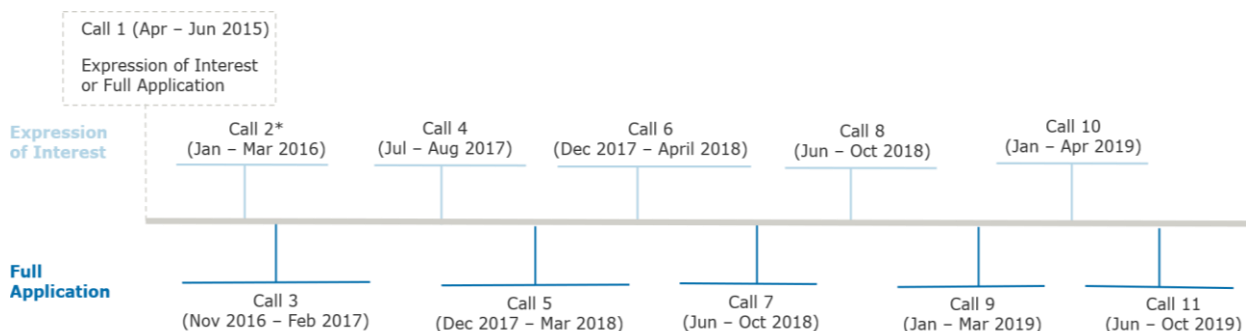 Call 1 (Apr – Jun 2015)
Expression of Interest
or Full Application
Expression
of Interest
Call 2*
(Jan – Mar 2016)
Call 4
(Jul – Aug 2017)
Call 6
(Dec 2017 – April 2018)
Call 8
(Jun – Oct 2018)
Call 10
(Jan – Apr 2019)
Full
Application
Call 3
(Nov 2016 – Feb 2017)
Call 5
(Dec 2017 – Mar 2018)
Call 7
(Jun – Oct 2018)
Call 9
(Jan – Mar 2019)
Call 11
(Jun – Oct 2019)